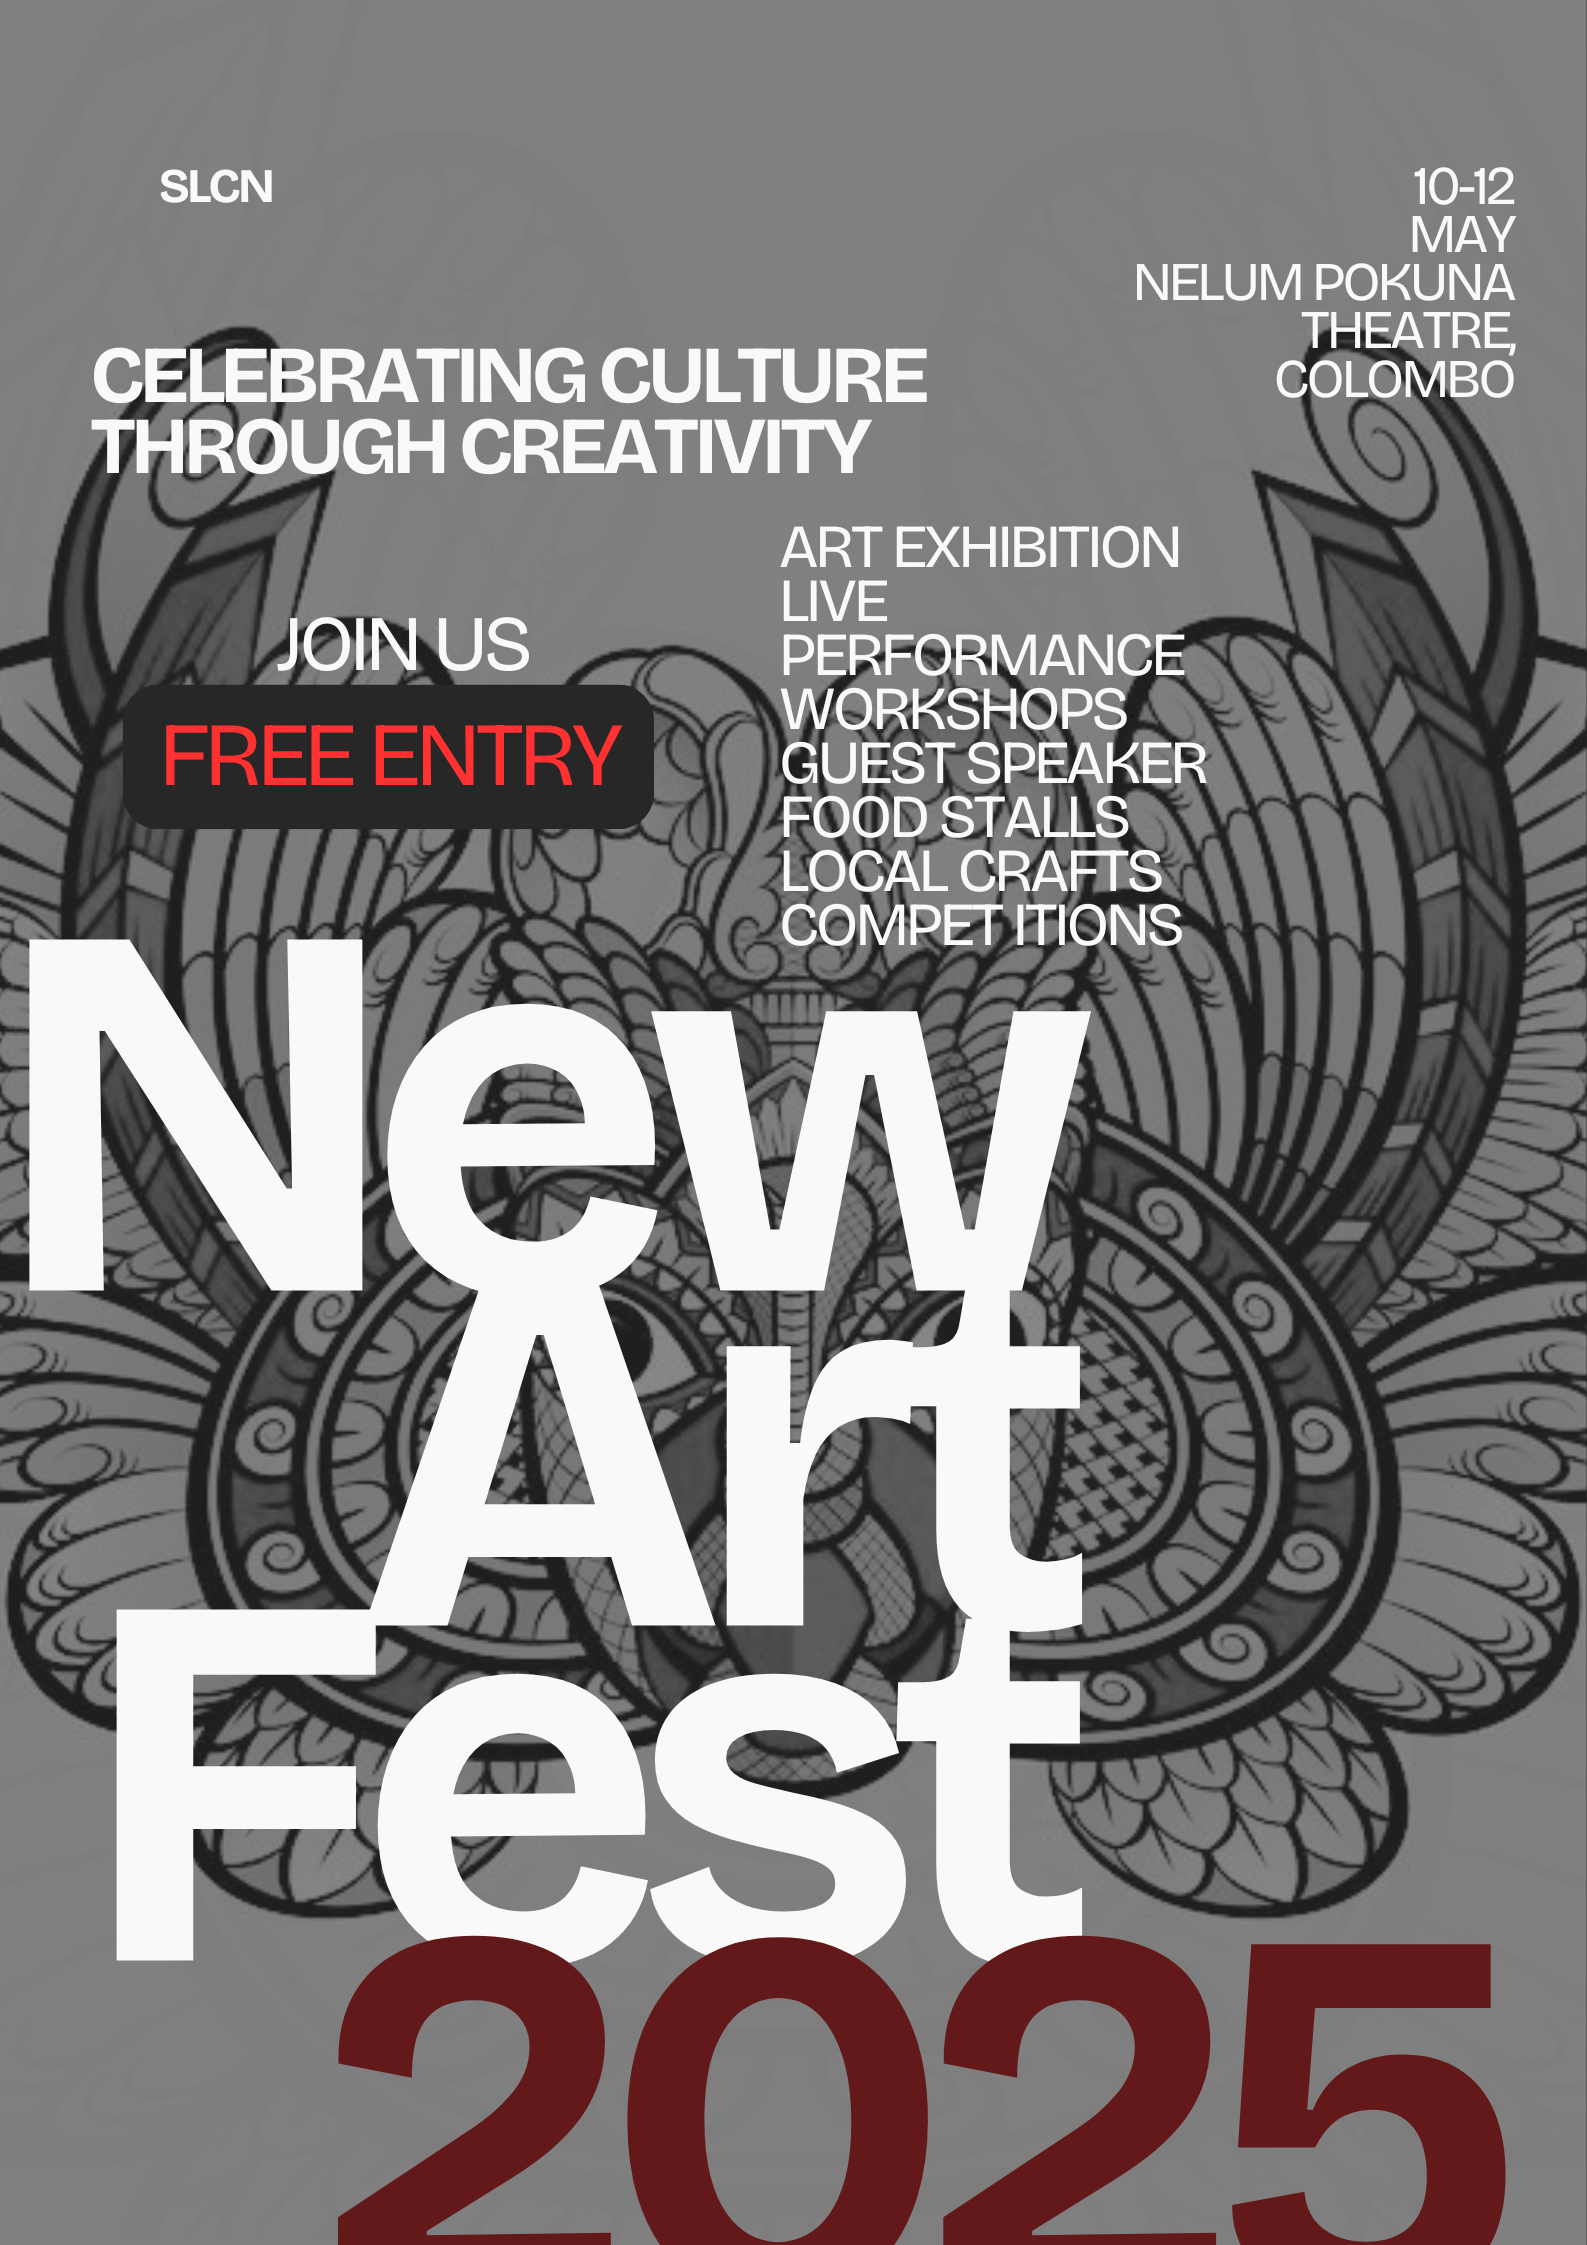 SLCN
10-12
MAY
NELUM POKUNA
THEATRE,
COLOMBO
CELEBRATING CULTURE
THROUGH CREATIVITY
JOIN US
FREE ENTRY
ART EXHIBITION
LIVE
PERFORMANCE
WORKSHOPS
GUEST SPEAKER
FOOD STALLS
LOCAL CRAFTS
COMPET ITIONS
New
Art
Fest
2025